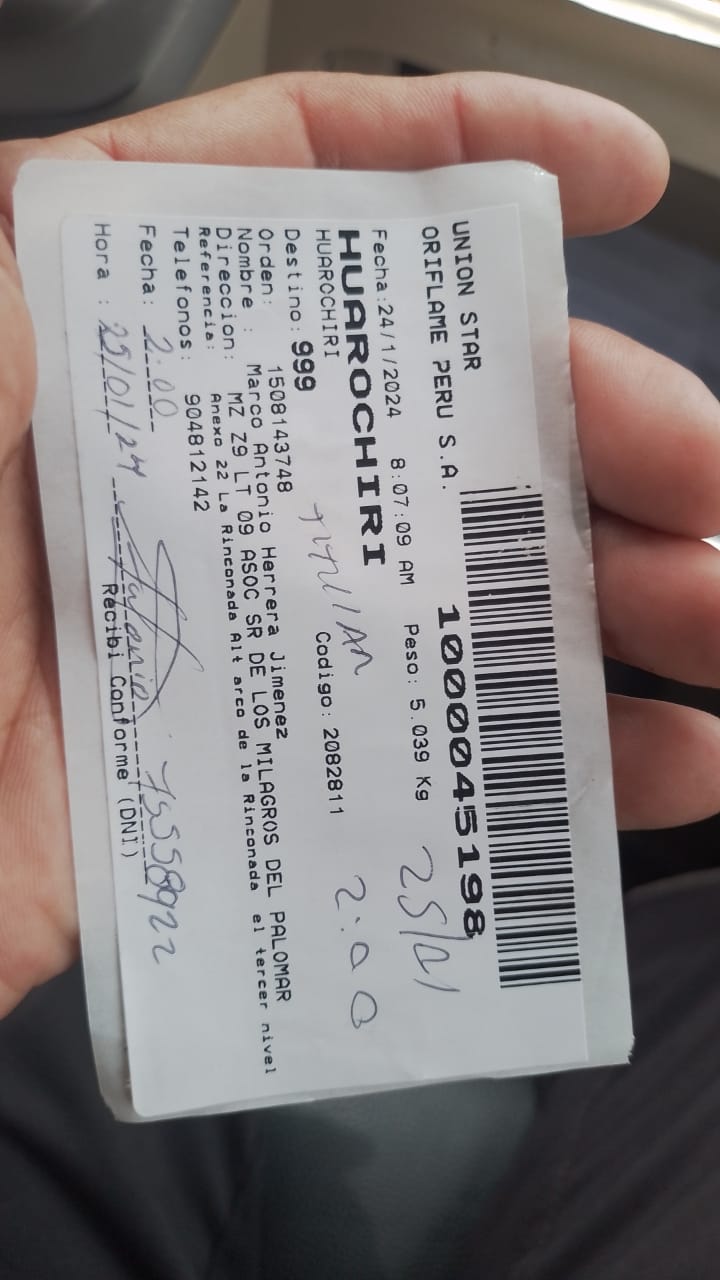 UNION STAR
ORIFLAME PERU S.A.
10000045198
Fecha:24/1/2024 8:07:09 AM Peso: 5.039 Kg
25/01
HUAROCHIRI
HUAROCHIRI
Codigo: 2082811
2:00
Destino: 999
TITULAR
Orden: 1508143748
Nombre : Marco Antonio Herrera Jimenez
Direccion: MZ Z9 LT 09 ASOC SR DE LOS MILAGROS DEL PALOMAR
Referencia: Anexo 22 La Rinconada Alt arco de la Rinconada el tercer nivel
Telefonos: 904812142
Fecha: 2:00
75558922
Hora : 25/01/24
Recibi Conforme (DNI)